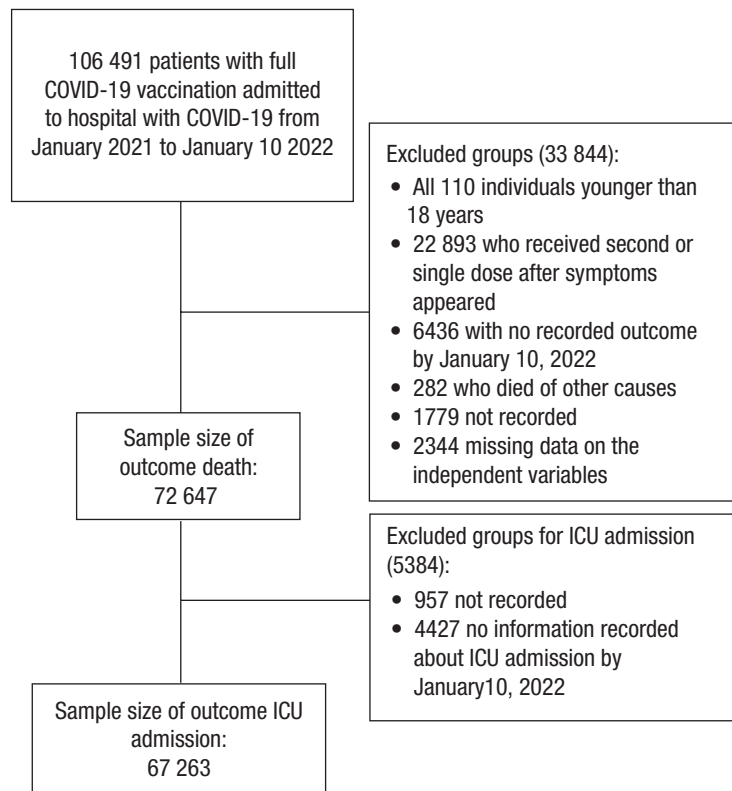 106 491 patients with full
COVID-19 vaccination admitted
to hospital with COVID-19 from
January 2021 to January 10 2022
Excluded groups (33 844):
• All 110 individuals younger than
18 years
• 22 893 who received second or
single dose after symptoms
appeared
• 6436 with no recorded outcome
by January 10, 2022
• 282 who died of other causes
• 1779 not recorded
• 2344 missing data on the
independent variables
Sample size of
outcome death:
72 647
Excluded groups for ICU admission
(5384):
• 957 not recorded
• 4427 no information recorded
about ICU admission by
January10, 2022
Sample size of outcome ICU
admission:
67 263